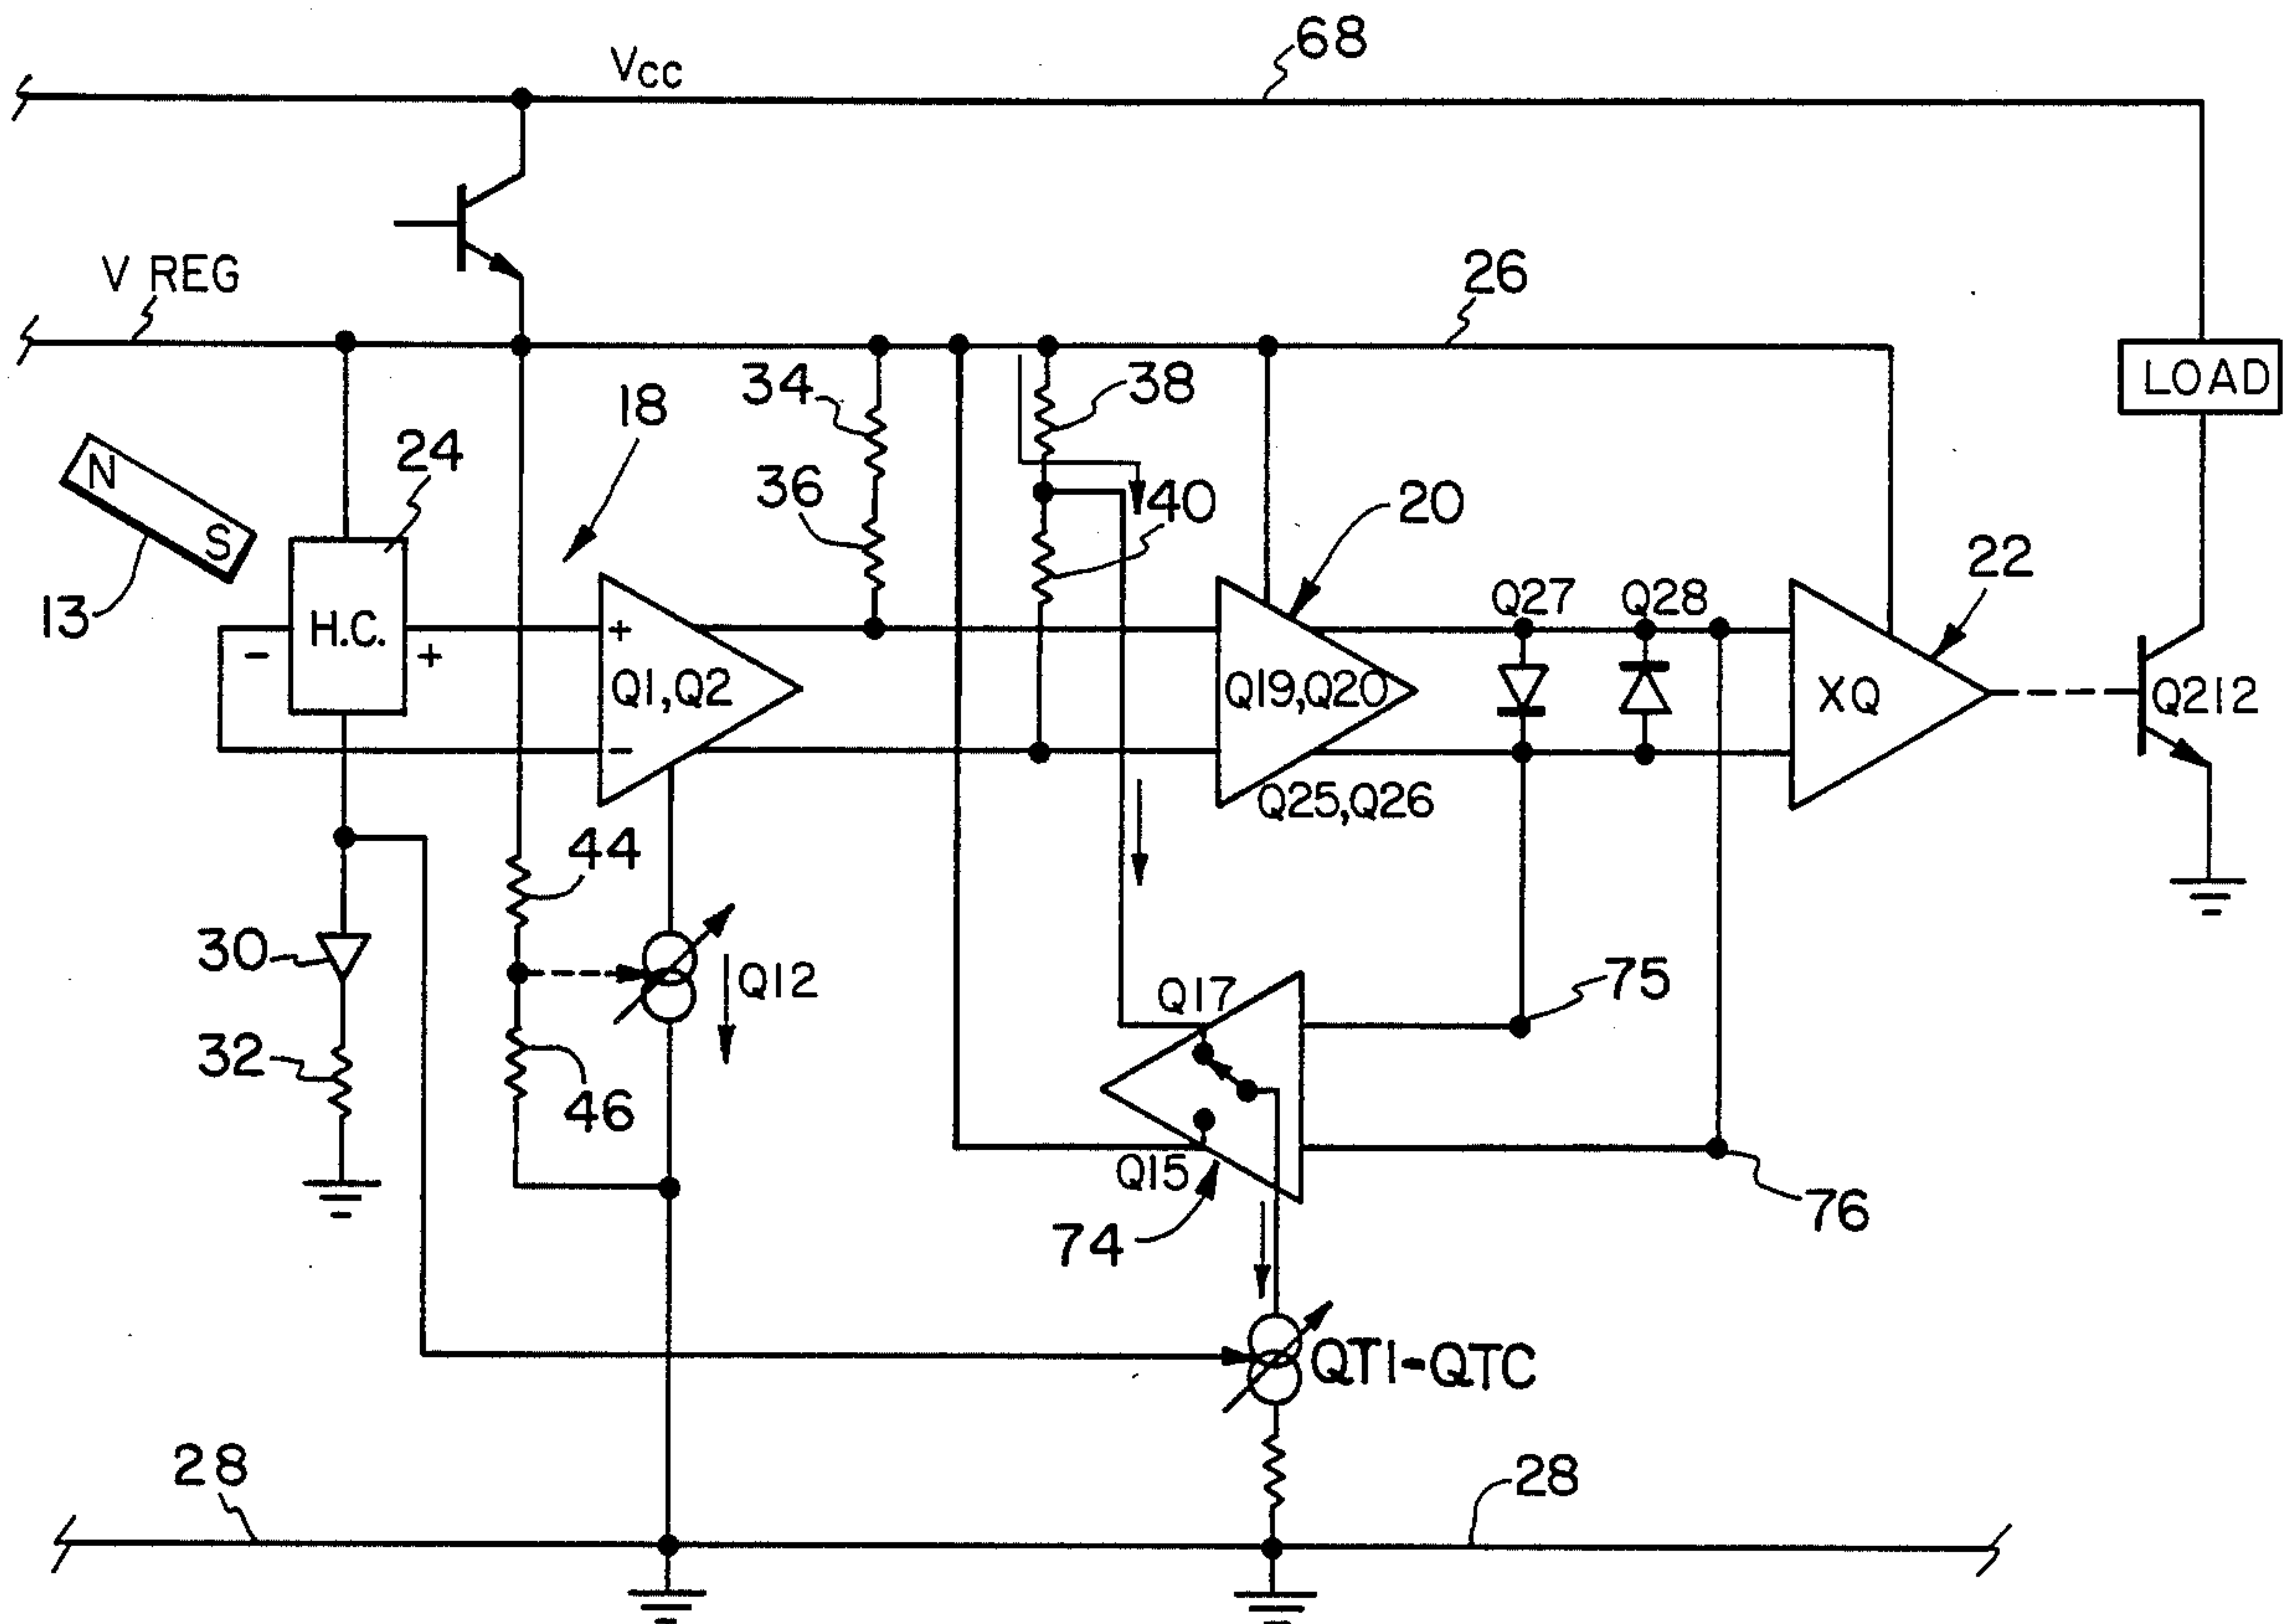 68
VCC
V REG
26
34
38
LOAD
18
N
S
24
36
40
20
13
H.C.
-
+
+
-
Q1,Q2
Q19,Q20
Q25,Q26
Q27
Q28
22
XQ
Q212
44
30
Q12
Q17
75
32
46
Q15
74
76
QT1-QTC
28
28